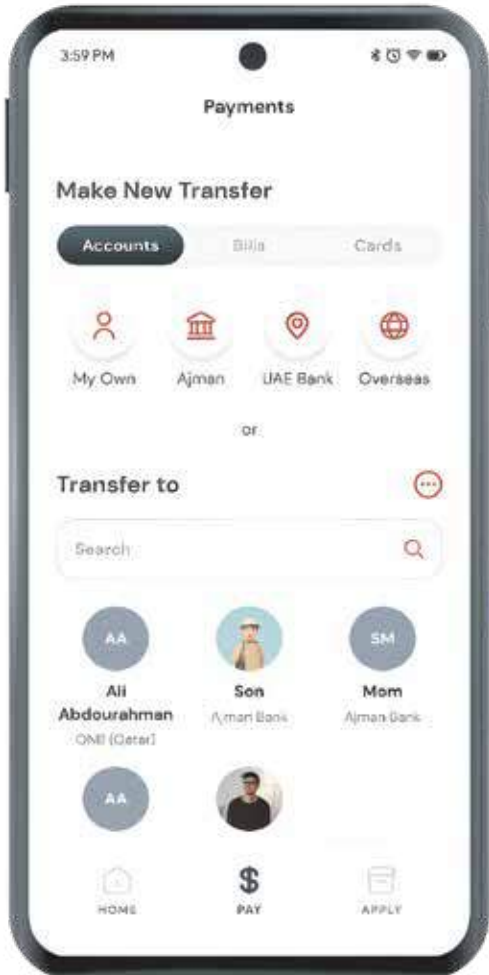 3:59 PM
Payments
Make New Transfer
Accounts Bills Cards
My Own Ajman UAE Bank Overseas
or
Transfer to
Search
AA SM
Ali Abdourahman Son Mom
Ajman Bank Ajman Bank
(Qatar)
AA
$
HOME PAY APPLY